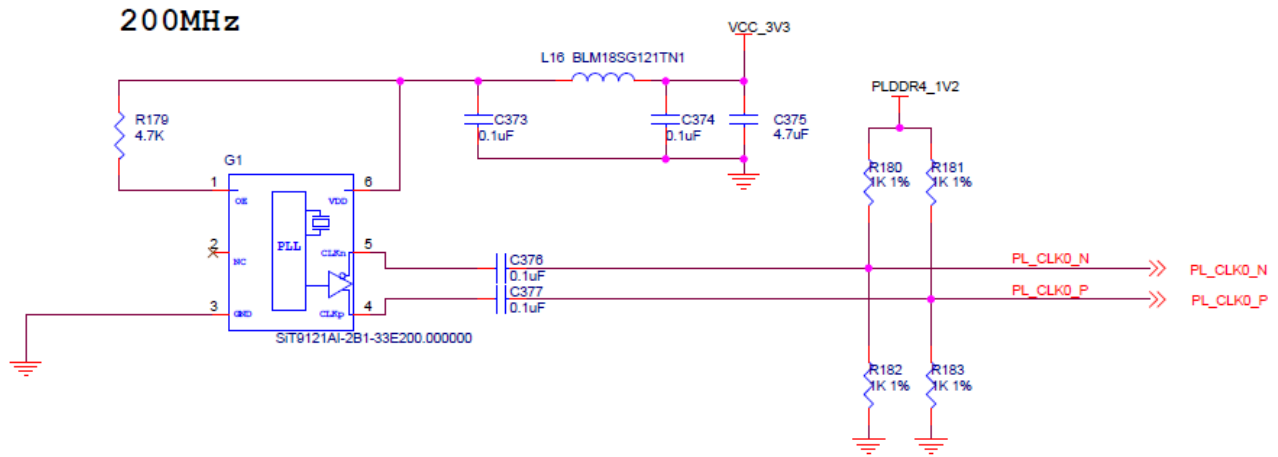 200MHz
VCC_3V3
L16 BLM18SG121TN1
PLDDR4_1V2
R179
4.7K
C373
0.1uF
C374
0.1uF
C375
4.7uF
R180
1K 1%
R181
1K 1%
G1
1
OE
VDD
6
2
NC
PLL
CLKn
5
3
GND
CLKp
4
SiT9121AI-2B1-33E200.000000
C376
0.1uF
C377
0.1uF
PL_CLK0_N
PL_CLK0_N
PL_CLK0_P
PL_CLK0_P
R182
1K 1%
R183
1K 1%